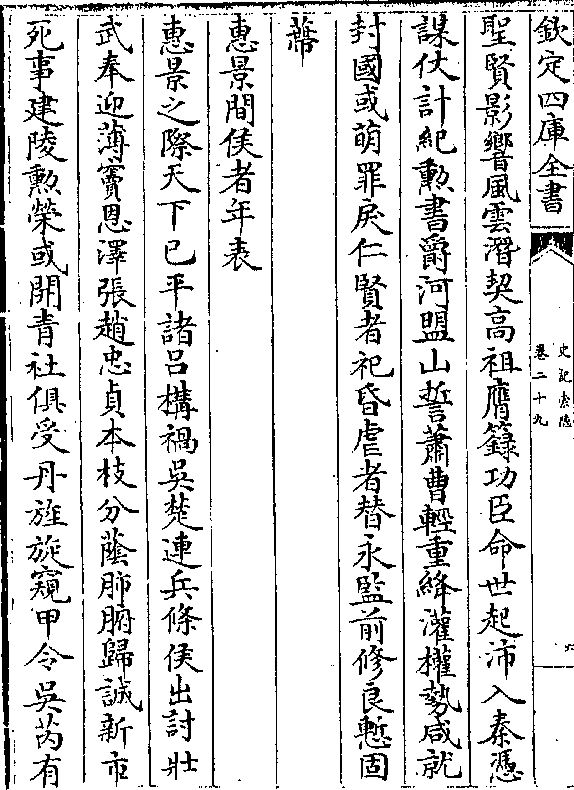 欽定四庫全書
史記索隱
卷二十九
聖賢影響風雲潛契高祖膺籙功臣命世起沛入秦憑
謀仗計紀勲書爵河盟山誓蕭曹輕重絳灌權勢咸就
封國或萌罪戾仁賢者祀昏虐者替永監前修良慙固
蔕
惠景間侯者年表
惠景之際天下已平諸呂構禍吳楚連兵條侯出討壯
武奉迎薄竇恩澤張趙忠貞本枝分蔭肺腑歸誠新市
死事建陵勲榮或開青社俱受丹旌旋窺甲令吳芮有